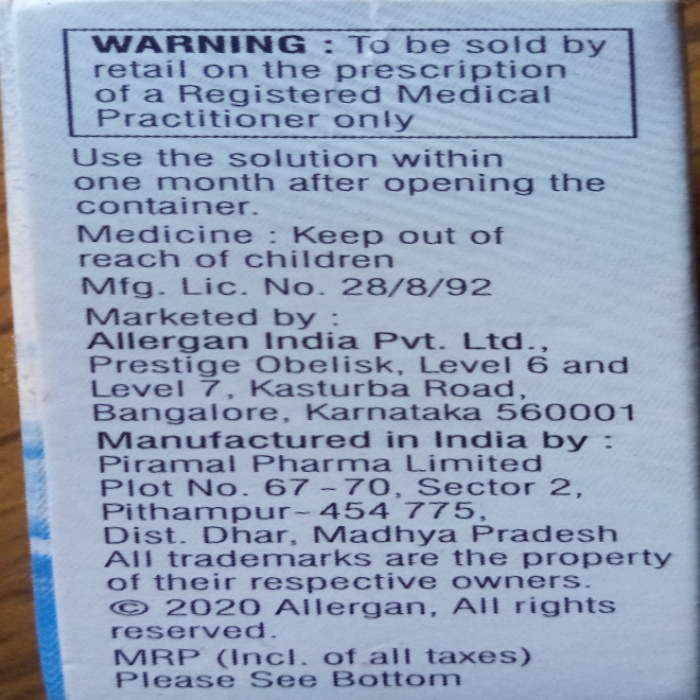 WARNING : To be sold by
retail on the prescription
of a Registered Medical
Practitioner only
Use the solution within
one month after opening the
container.
Medicine : Keep out of
reach of children
Mfg. Lic. No. 28/8/92
Marketed by :
Allergan India Pvt. Ltd.,
Prestige Obelisk, Level 6 and
Level 7, Kasturba Road,
Bangalore, Karnataka 560001
Manufactured in India by :
Piramal Pharma Limited
Plot No. 67-70, Sector 2,
Pithampur-454 775,
Dist. Dhar, Madhya Pradesh
All trademarks are the property
of their respective owners.
© 2020 Allergan, All rights
reserved.
MRP (Incl. of all taxes)
Please See Bottom